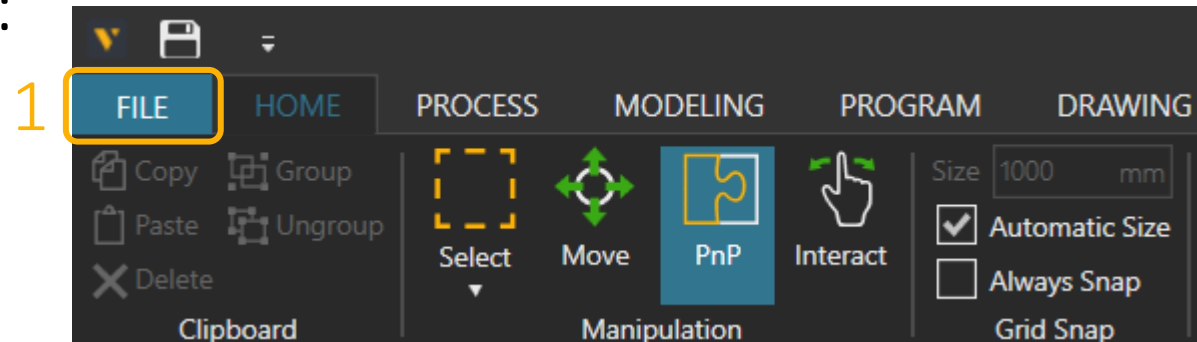 :
1
FILE HOME PROCESS MODELING PROGRAM DRAWING
Copy Group Size 1000 mm
Paste Ungroup Automatic Size
Select Move PnP Interact
Delete Always Snap
Clipboard Manipulation Grid Snap